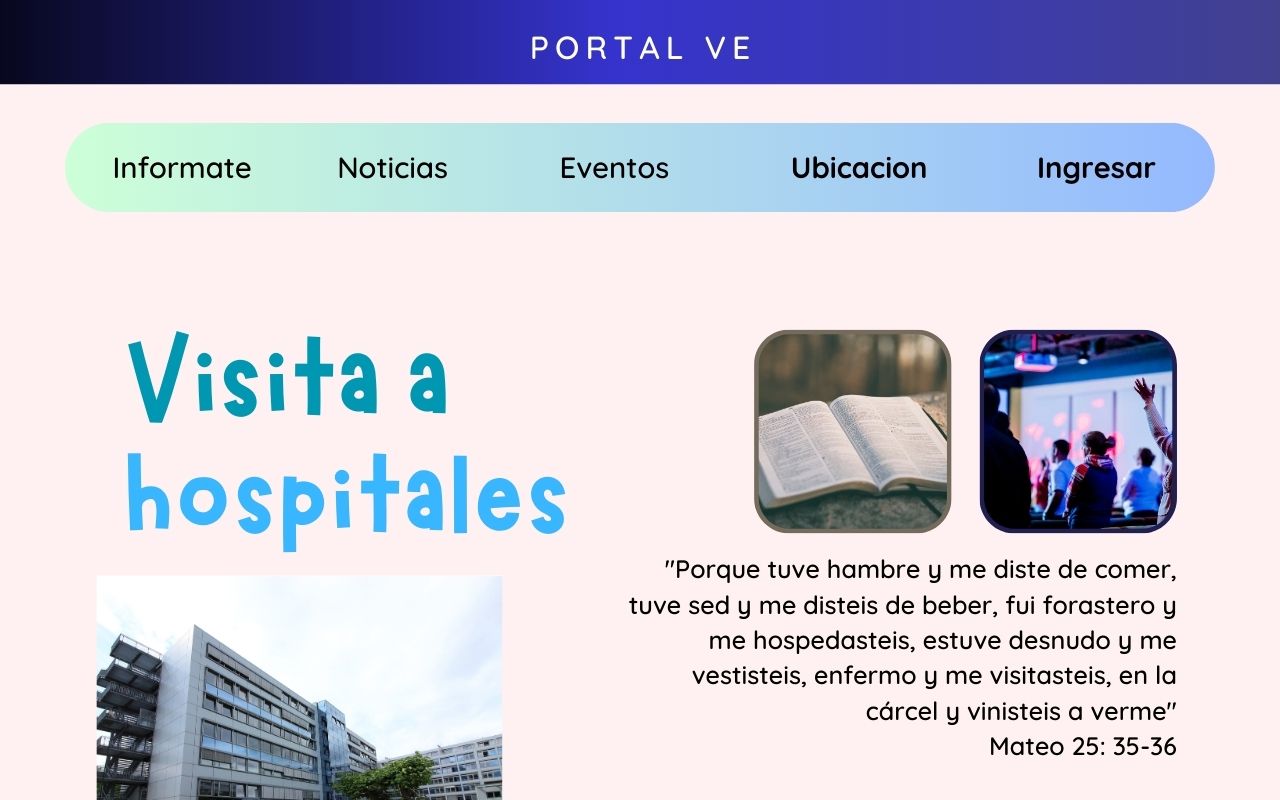 PORTAL VE
Informate Noticias Eventos Ubicacion Ingresar
Visita a
hospitales
"Porque tuve hambre y me diste de comer,
tuve sed y me disteis de beber, fui forastero y
me hospedasteis, estuve desnudo y me
vestisteis, enfermo y me visitasteis, en la
cárcel y vinisteis a verme"
Mateo 25: 35-36